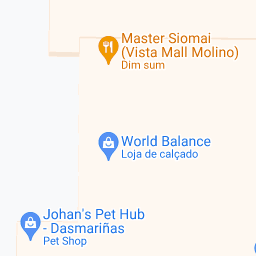 Master Siomai
(Vista Mall Molino)
Dim sum
World Balance
Loja de calçado
Johan's Pet Hub
- Dasmariñas
Pet Shop